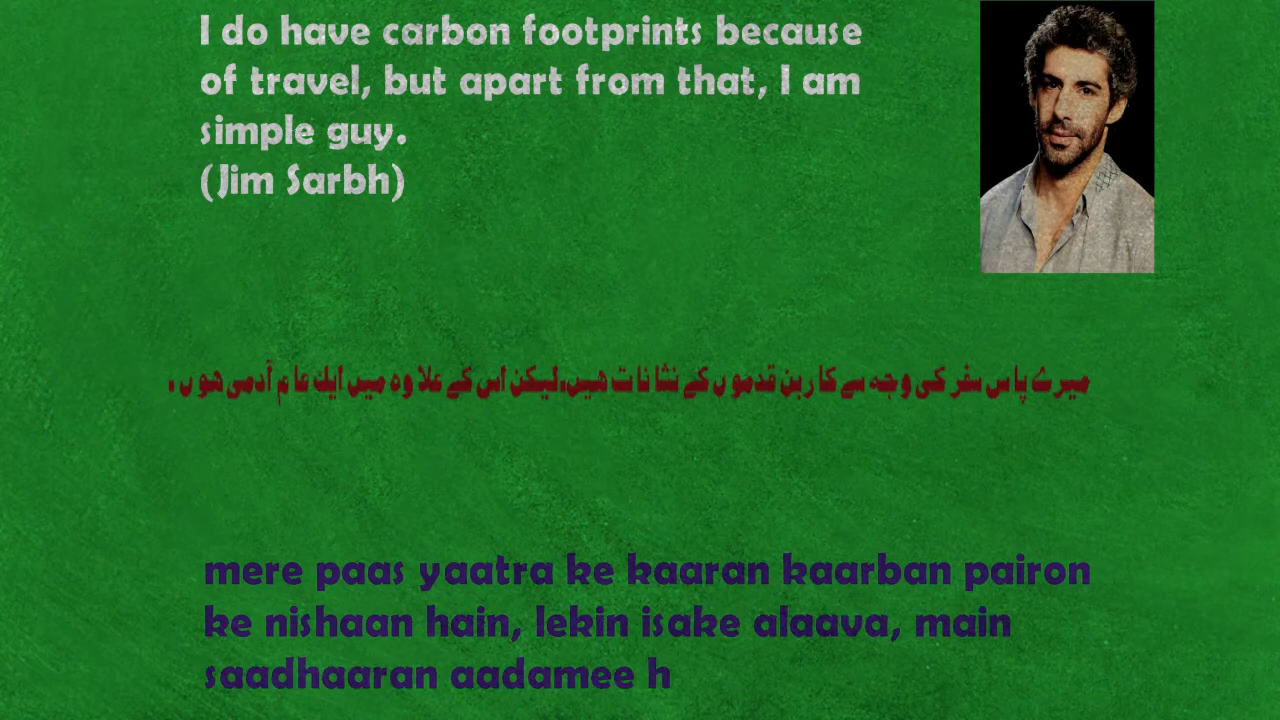 I do have carbon footprints because
of travel, but apart from that, I am
simple guy.
(Jim Sarbh)
میرے پاس سفر کی وجہ سے کاربن قدموں کے نشانات ھیں۔لیکن اس کے علاوہ میں ایک عام آدمی ھوں۔
mere paas yaatra ke kaaran kaarban pairon
ke nishaan hain, lekin isake alaava, main
saadhaaran aadamee h